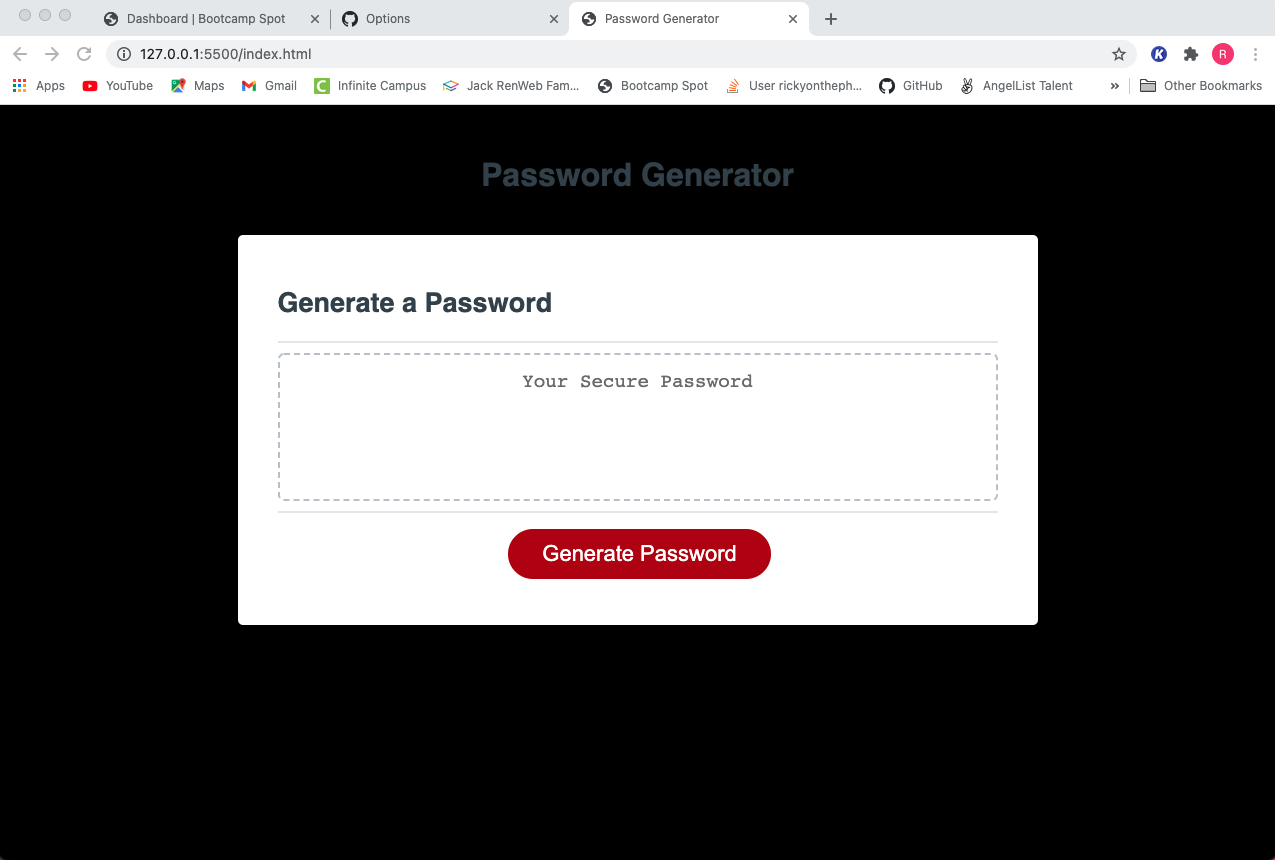 Dashboard | Bootcamp Spot
Options
Password Generator
127.0.0.1:5500/index.html
K
R
Apps
YouTube
Maps
Gmail
C
Infinite Campus
Jack RenWeb Fam...
Bootcamp Spot
User rickyontheph...
GitHub
AngelList Talent
»
Other Bookmarks
Password Generator
Generate a Password
Your Secure Password
Generate Password